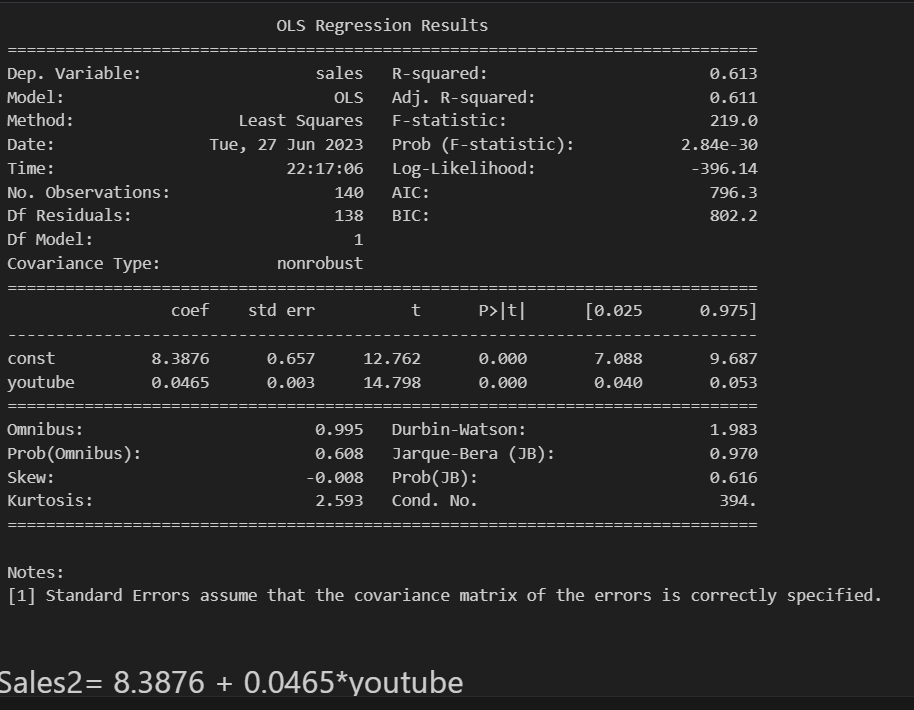 OLS Regression Results
==============================================================================
Dep. Variable:                  sales   R-squared:                       0.613
Model:                            OLS   Adj. R-squared:                  0.611
Method:                 Least Squares   F-statistic:                     219.0
Date:                Tue, 27 Jun 2023   Prob (F-statistic):           2.84e-30
Time:                        22:17:06   Log-Likelihood:                -396.14
No. Observations:                 140   AIC:                             796.3
Df Residuals:                     138   BIC:                             802.2
Df Model:                           1
Covariance Type:            nonrobust
==============================================================================
                 coef    std err          t      P>|t|      [0.025      0.975]
------------------------------------------------------------------------------
const          8.3876      0.657     12.762      0.000       7.088       9.687
youtube        0.0465      0.003     14.798      0.000       0.040       0.053
==============================================================================
Omnibus:                        0.995   Durbin-Watson:                   1.983
Prob(Omnibus):                  0.608   Jarque-Bera (JB):                0.970
Skew:                          -0.008   Prob(JB):                        0.616
Kurtosis:                       2.593   Cond. No.                         394.
==============================================================================
Notes:
[1] Standard Errors assume that the covariance matrix of the errors is correctly specified.
Sales2= 8.3876 + 0.0465*youtube